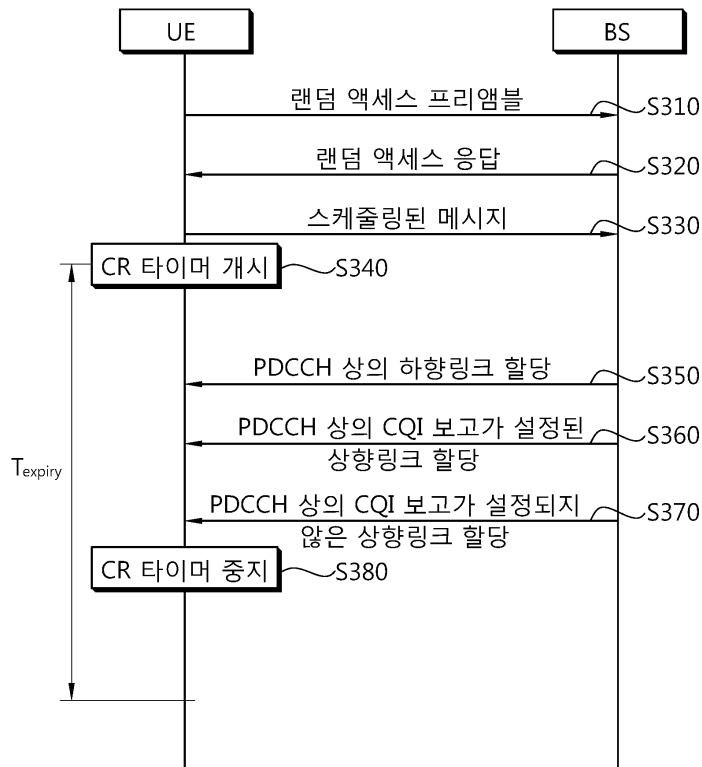 UE
BS
랜덤 액세스 프리앰블
S310
랜덤 액세스 응답
S320
스케줄링된 메시지
S330
CR 타이머 개시
S340
PDCCH 상의 하향링크 할당
S350
PDCCH 상의 CQI 보고가 설정된
상향링크 할당
S360
Texpiry
PDCCH 상의 CQI 보고가 설정되지
않은 상향링크 할당
S370
CR 타이머 중지
S380